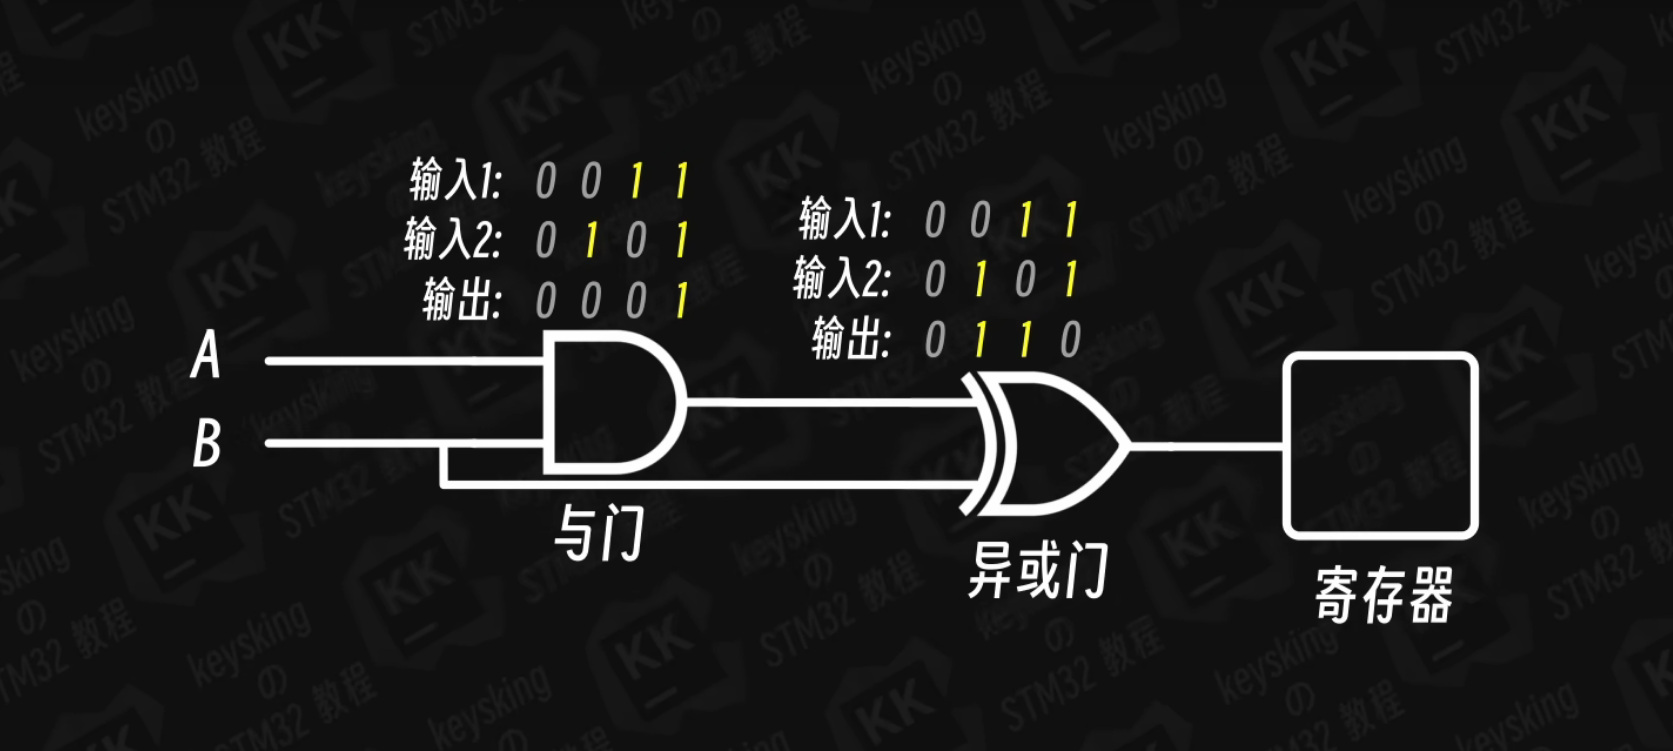 输入1: 0 0 1 1
输入2: 0 1 0 1
输出: 0 0 0 1
输入1: 0 0 1 1
输入2: 0 1 0 1
输出: 0 1 1 0
A
B
与门
异或门
寄存器
keysking
の
STM32 教程
KK